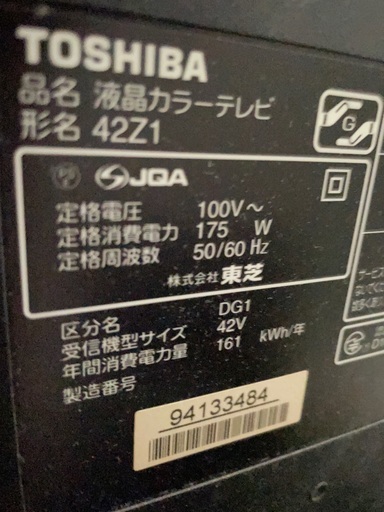 TOSHIBA
品名 液晶カラーテレビ
形名 42Z1
G
JQA
定格電圧 100V～
定格消費電力 175 W
定格周波数 50/60 Hz
株式会社 東芝
区分名 DG1
受信機型サイズ 42V
年間消費電力量 161 kWh/年
製造番号
94133484